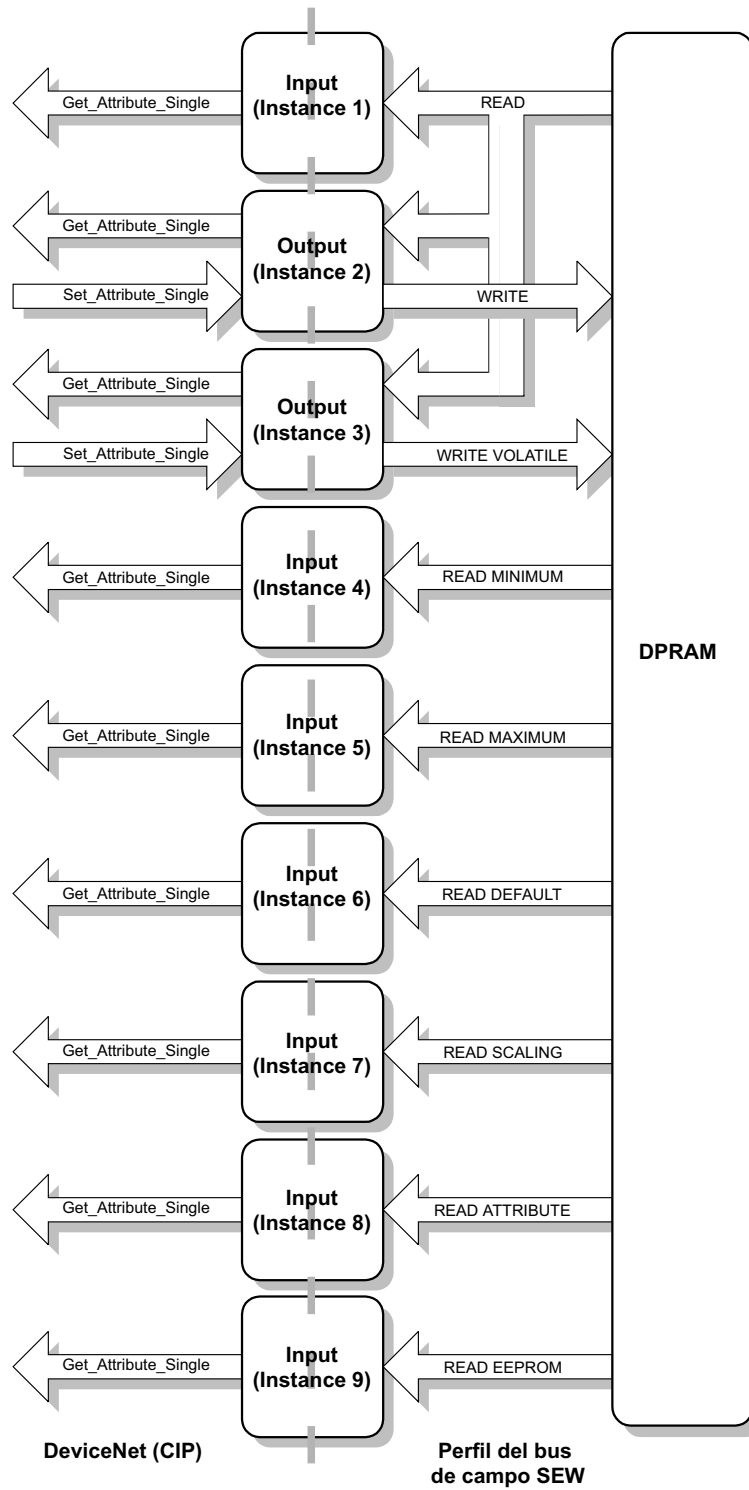 Input
(Instance 1)
Get_Attribute_Single
READ
Get_Attribute_Single
Output
(Instance 2)
Set_Attribute_Single
WRITE
Get_Attribute_Single
Output
(Instance 3)
Set_Attribute_Single
WRITE VOLATILE
Input
(Instance 4)
Get_Attribute_Single
READ MINIMUM
DPRAM
Input
(Instance 5)
Get_Attribute_Single
READ MAXIMUM
Input
(Instance 6)
Get_Attribute_Single
READ DEFAULT
Input
(Instance 7)
Get_Attribute_Single
READ SCALING
Input
(Instance 8)
Get_Attribute_Single
READ ATTRIBUTE
Input
(Instance 9)
Get_Attribute_Single
READ EEPROM
DeviceNet (CIP)
Perfil del bus
de campo SEW